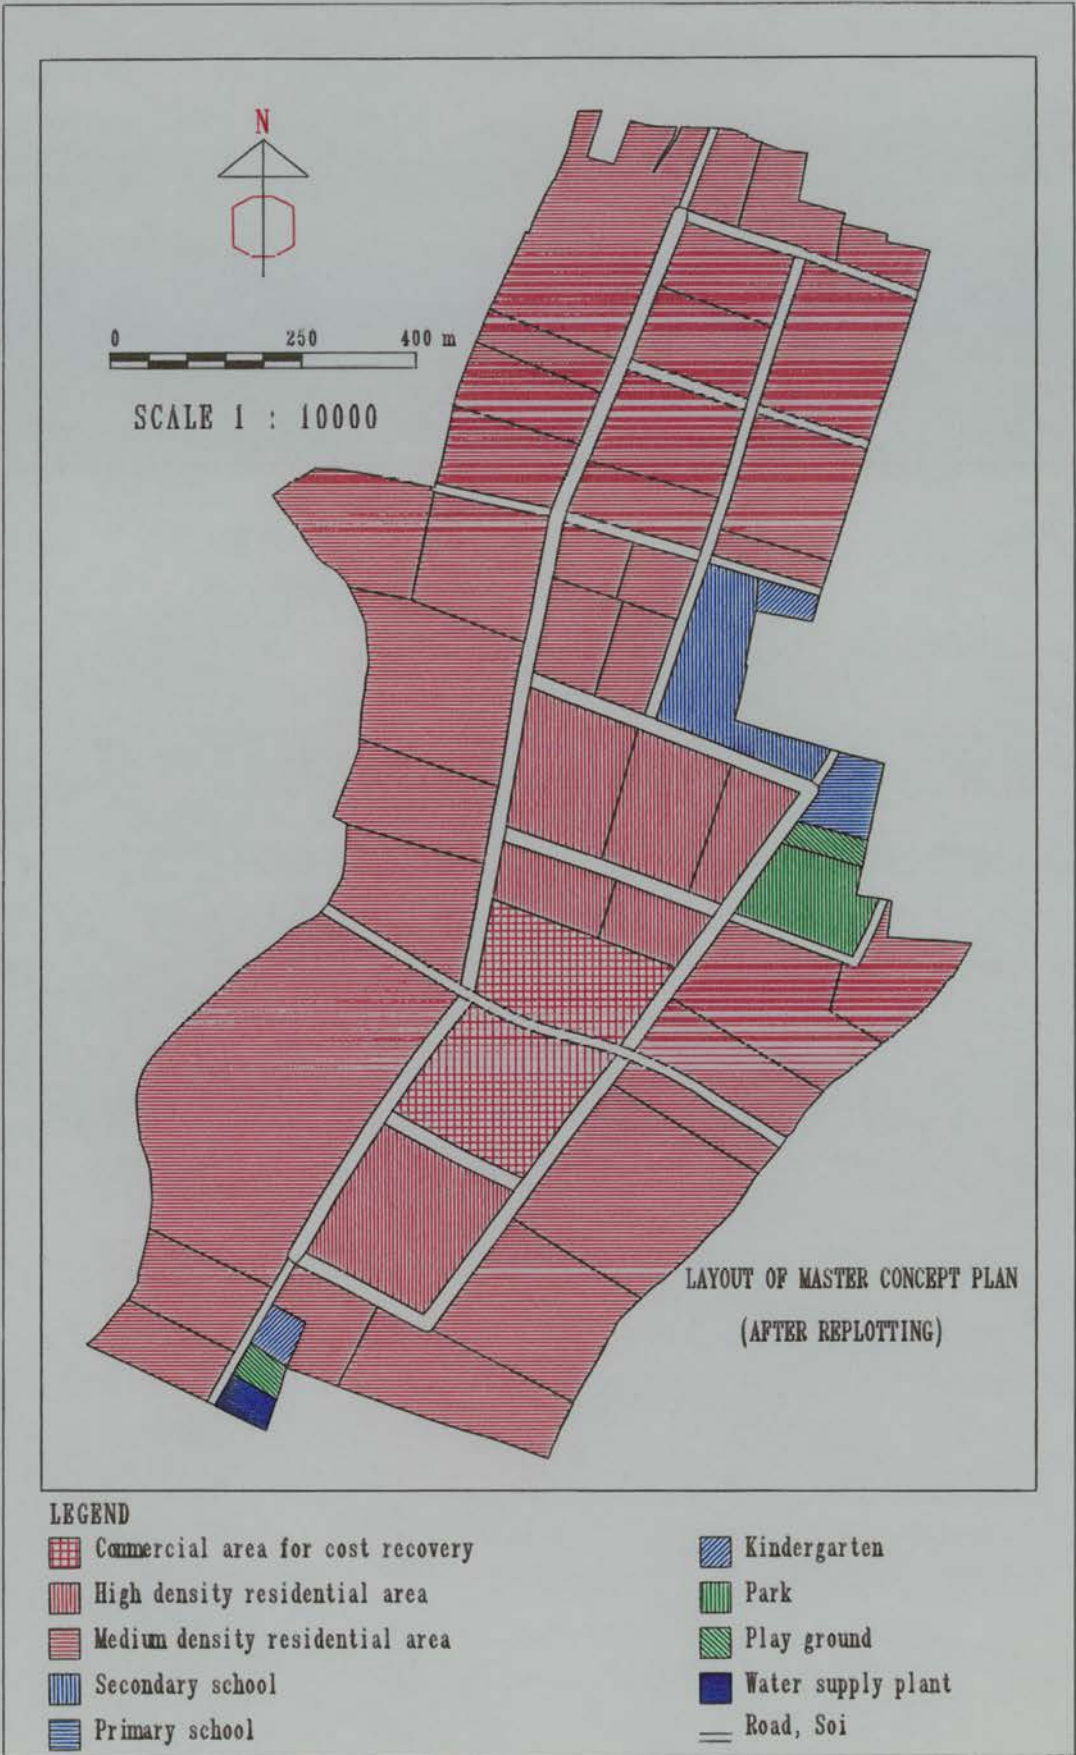 N
0 250 400 m
SCALE 1 : 10000
LAYOUT OF MASTER CONCEPT PLAN
(AFTER REPLOTTING)
LEGEND
Commercial area for cost recovery
High density residential area
Medium density residential area
Secondary school
Primary school
Kindergarten
Park
Play ground
Water supply plant
Road, Soi